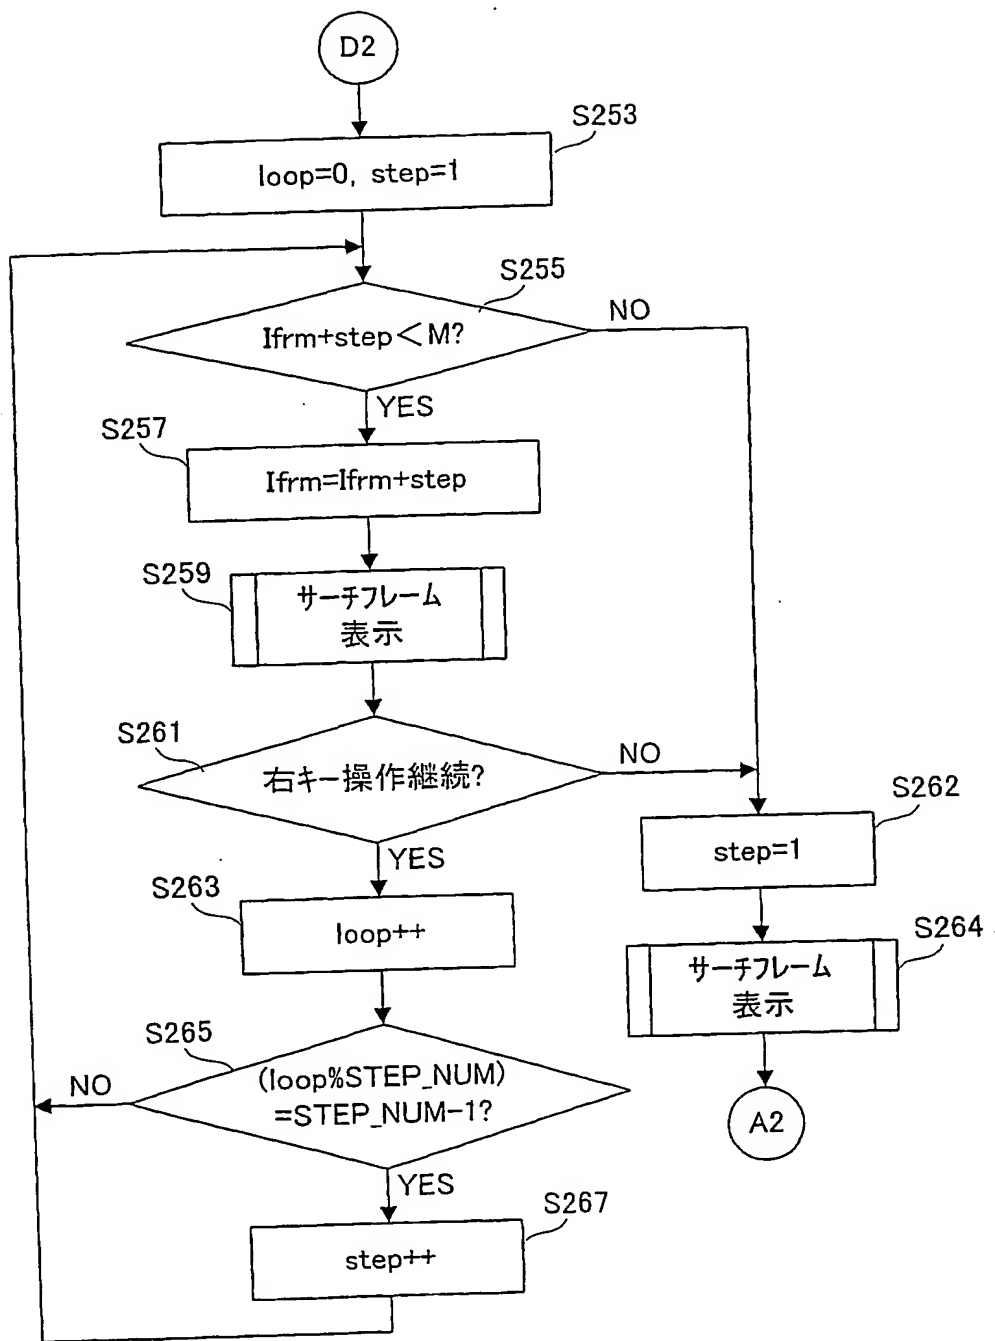 D2
S253
loop=0, step=1
S255
Ifrm+step<M?
NO
YES
S257
Ifrm=Ifrm+step
S259
サーチフレーム
表示
S261
右キー操作継続?
NO
YES
S262
step=1
S263
loop++
S264
サーチフレーム
表示
S265
(loop%STEP_NUM)
=STEP_NUM-1?
NO
YES
A2
S267
step++